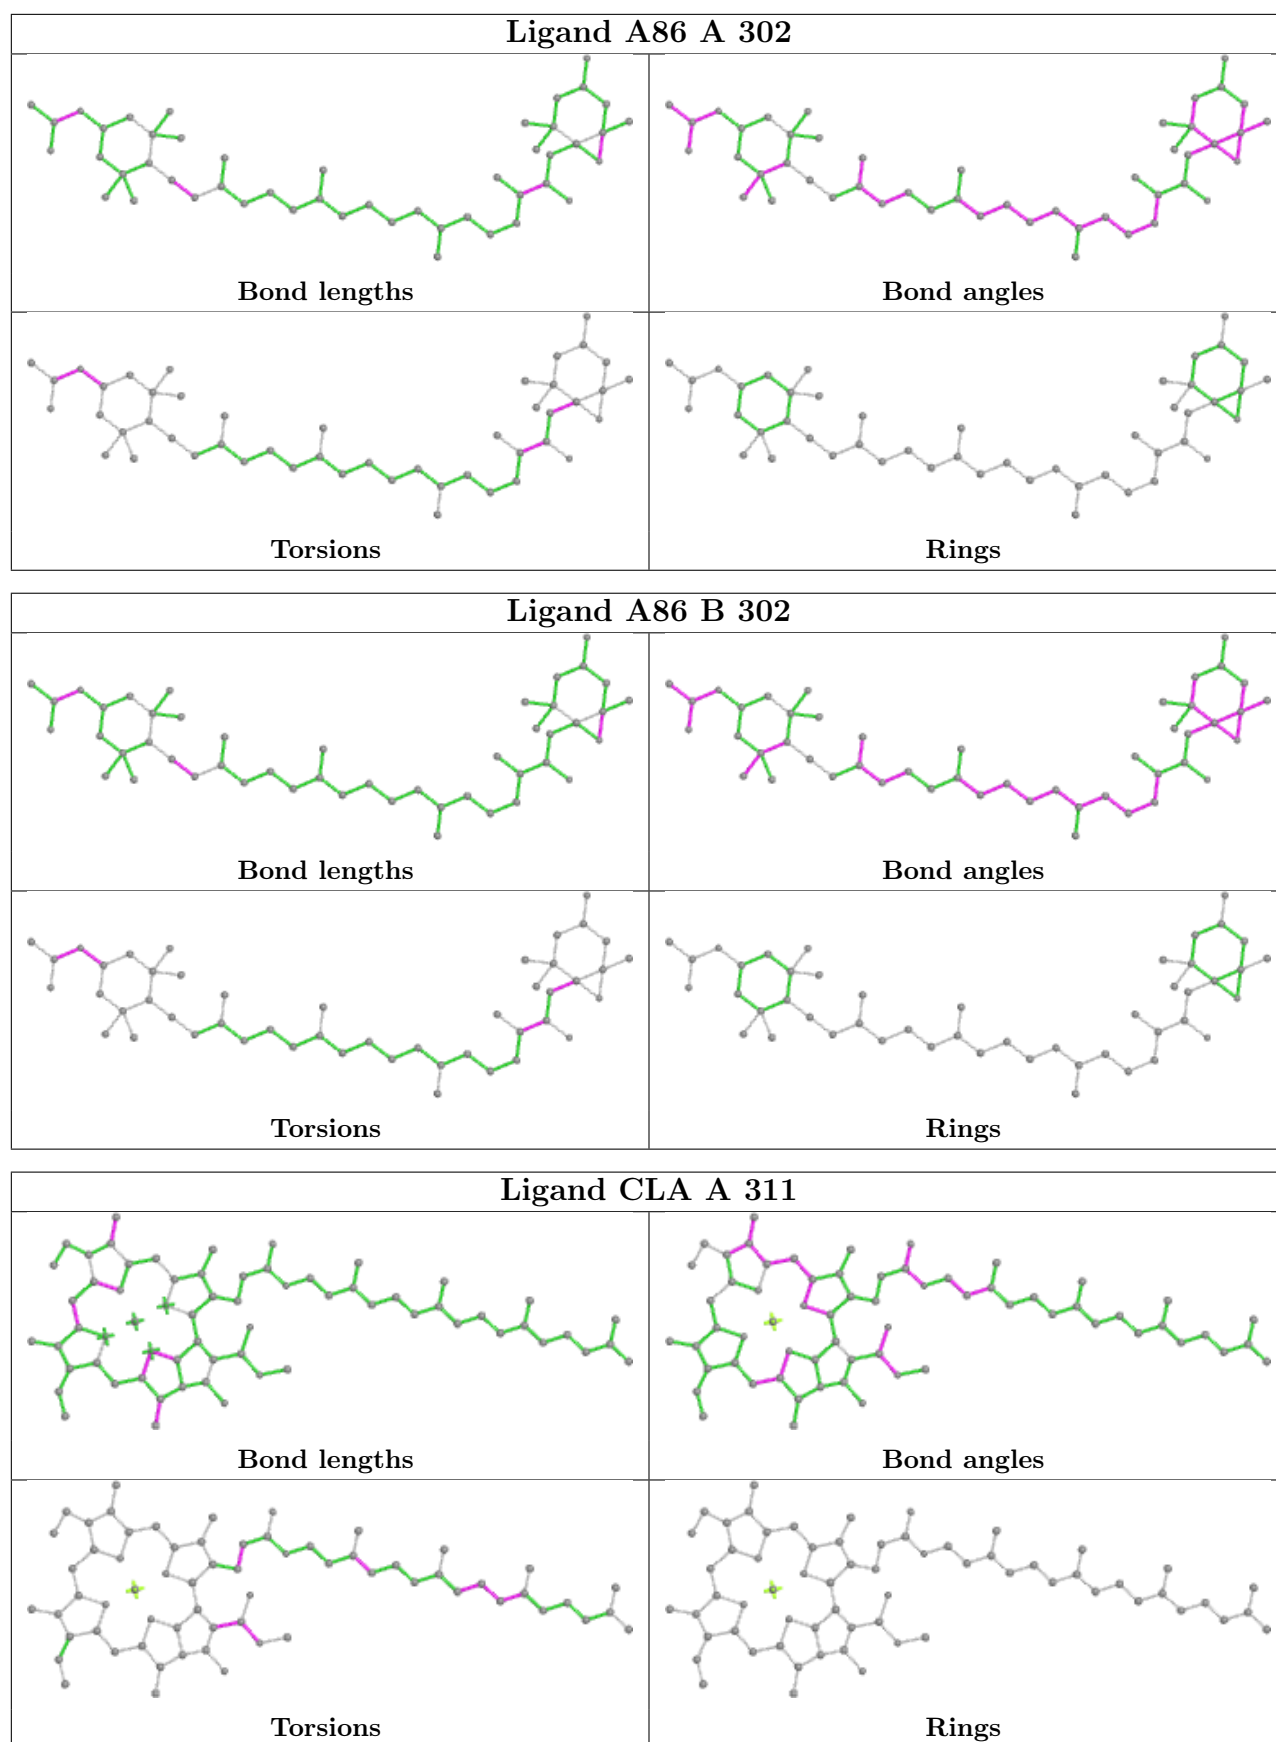 Ligand A86 A 302
Bond lengths
Bond angles
Torsions
Rings
Ligand A86 B 302
Bond lengths
Bond angles
Torsions
Rings
Ligand CLA A 311
Bond lengths
Bond angles
Torsions
Rings